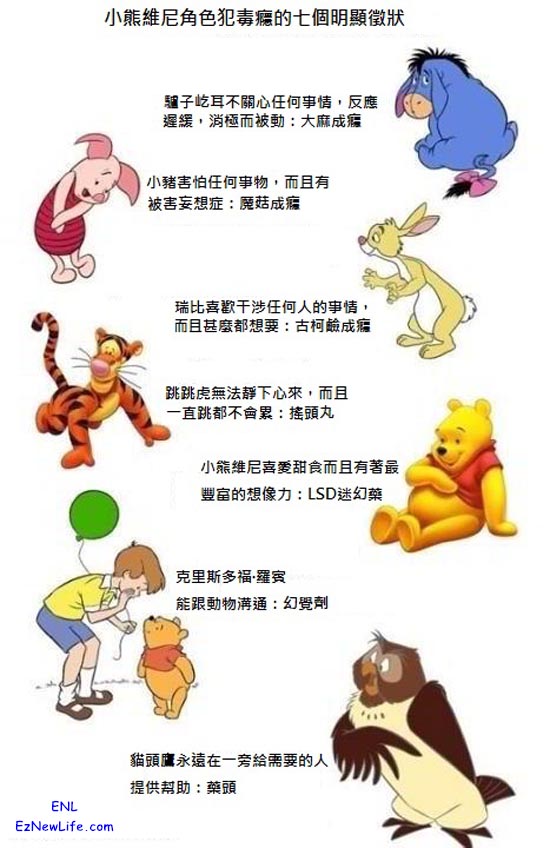 小熊維尼角色犯毒癮的七個明顯徵狀
驢子屹耳不關心任何事情，反應
遲緩，消極而被動：大麻成癮
小豬害怕任何事物，而且有
被害妄想症：魔菇成癮
瑞比喜歡干涉任何人的事情，
而且甚麼都想要：古柯鹼成癮
跳跳虎無法靜下心來，而且
一直跳都不會累：搖頭丸
小熊維尼喜愛甜食而且有著最
豐富的想像力：LSD迷幻藥
克里斯多福·羅賓
能跟動物溝通：幻覺劑
貓頭鷹永遠在一旁給需要的人
提供幫助：藥頭
ENL
EzNewLife.com